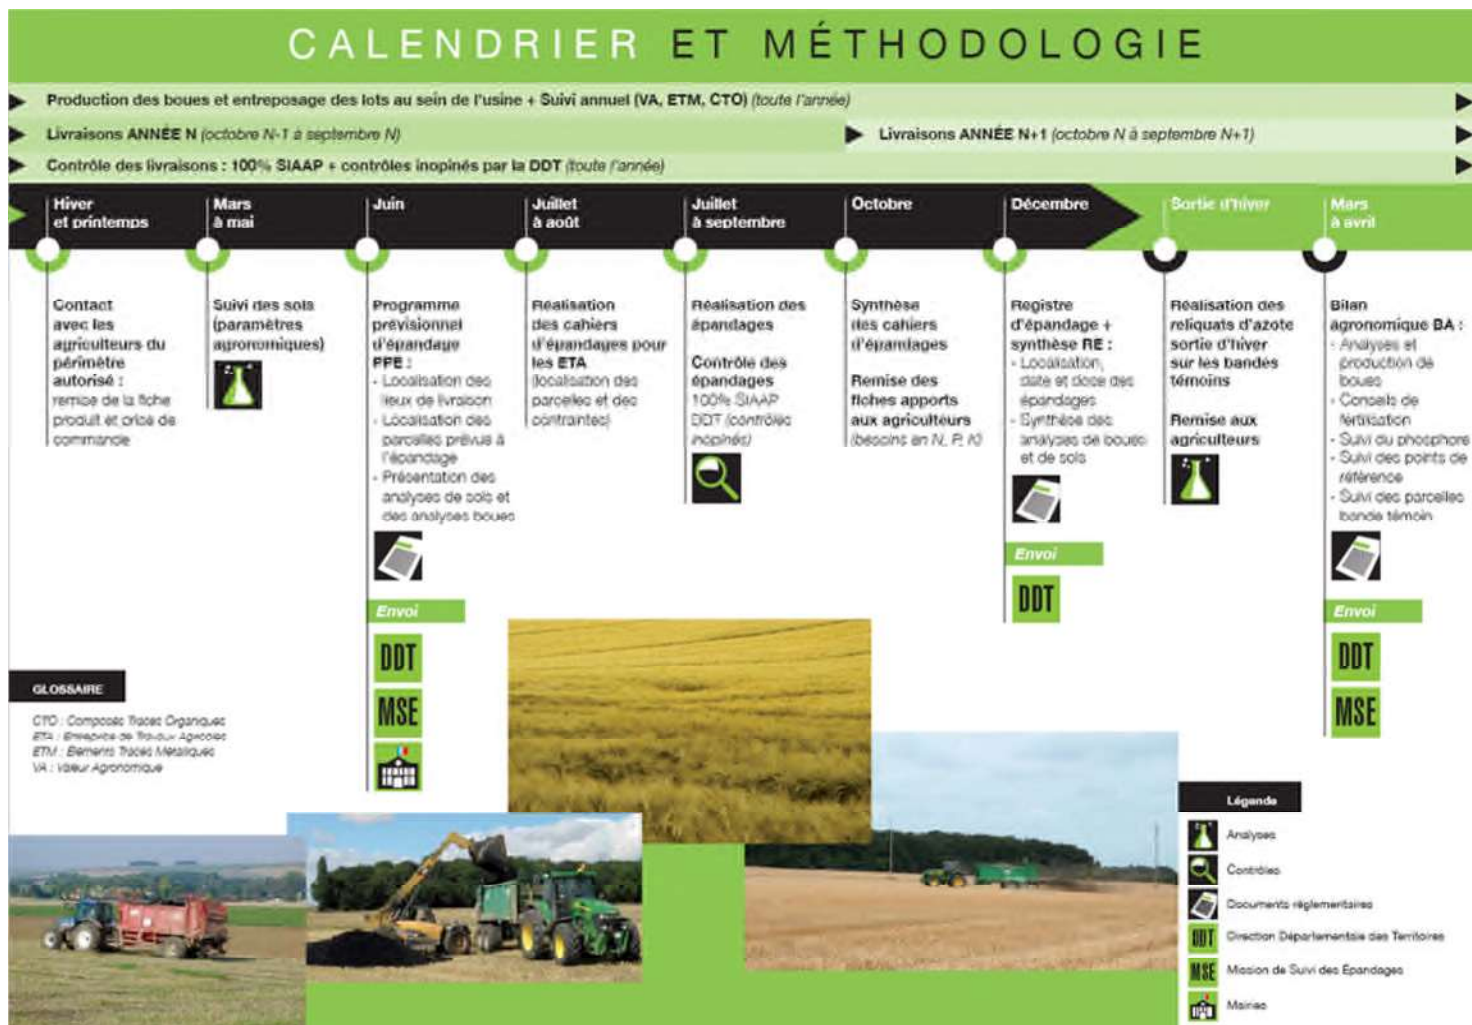 CALENDRIER ET MÉTHODOLOGIE
Production des boues et entreposage des lots au sein de l'usine + Suivi annuel (VA, ETM, CTO) (toute l'année)
Livraisons ANNÉE N (octobre N-1 à septembre N)
Livraisons ANNÉE N+1 (octobre N à septembre N+1)
Contrôle des livraisons : 100% SIAAP + contrôles inopinés par la DDT (toute l'année)
Hiver
et printemps
Contact
avec les
agriculteurs du
périmètre
autorisé :
remise de la fiche
produit et prise de
commande
Mars
à mai
Suivi des sols
(paramètres
agronomiques)
Juin
Programme
prévisionnel
d'épandage
PPE :
- Localisation des
lieux de livraison
- Localisation des
parcelles prévue à
l'épandage
- Présentation des
analyses de sols et
des analyses boues
Envoi
DDT
MSE
Juillet
à août
Réalisation
des cahiers
d'épandages pour
les ETA
(localisation des
parcelles et des
contraintes)
Juillet
à septembre
Réalisation des
épandages
Contrôle des
épandages
100% SIAAP
DDT (contrôles
inopinés)
Octobre
Synthèse
des cahiers
d'épandages
Remise des
fiches apports
aux agriculteurs
(besoins en N, P, K)
Décembre
Registre
d'épandage +
synthèse RE :
- Localisation,
date et dose des
épandages
- Synthèse des
analyses de boues
et de sols
Envoi
DDT
Sortie d'hiver
Réalisation des
reliquats d'azote
sortie d'hiver
sur les bandes
témoins
Remise aux
agriculteurs
Mars
à avril
Bilan
agronomique BA :
- Analyses et
production de
boues
- Conseils de
fertilisation
- Suivi du phosphore
- Suivi des points de
référence
- Suivi des parcelles
bande témoin
Envoi
DDT
MSE
GLOSSAIRE
CTO : Composés Traces Organiques
ETA : Entreprise de Travaux Agricoles
ETM : Éléments Traces Métalliques
VA : Valeur Agronomique
Légende
Analyses
Contrôles
Documents réglementaires
DDT Direction Départementale des Territoires
MSE Mission de Suivi des Épandages
Mairies